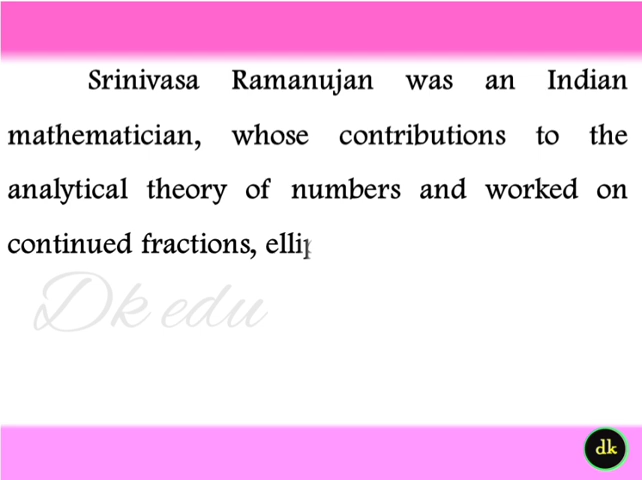 Srinivasa Ramanujan was an Indian
mathematician, whose contributions to the
analytical theory of numbers and worked on
continued fractions,
Dk edu
dk